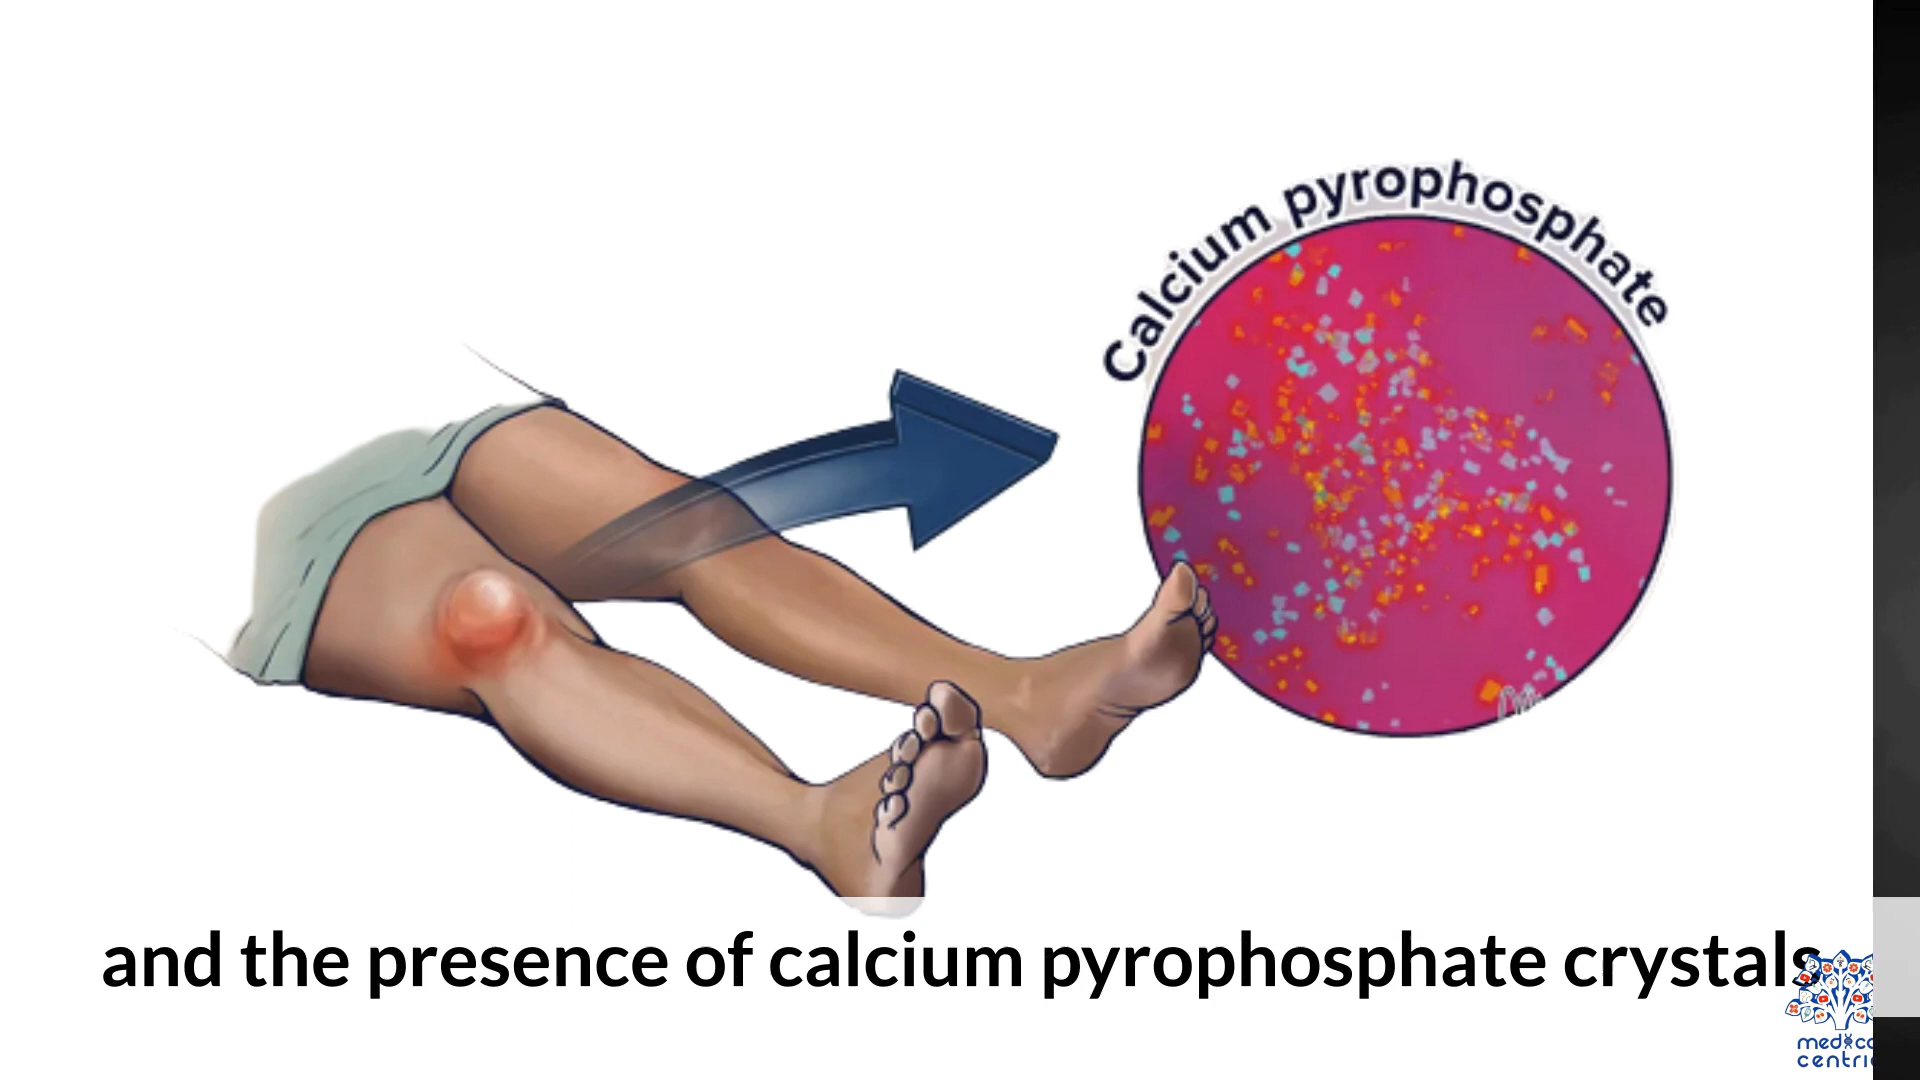 Calcium pyrophosphate
and the presence of calcium pyrophosphate crystals